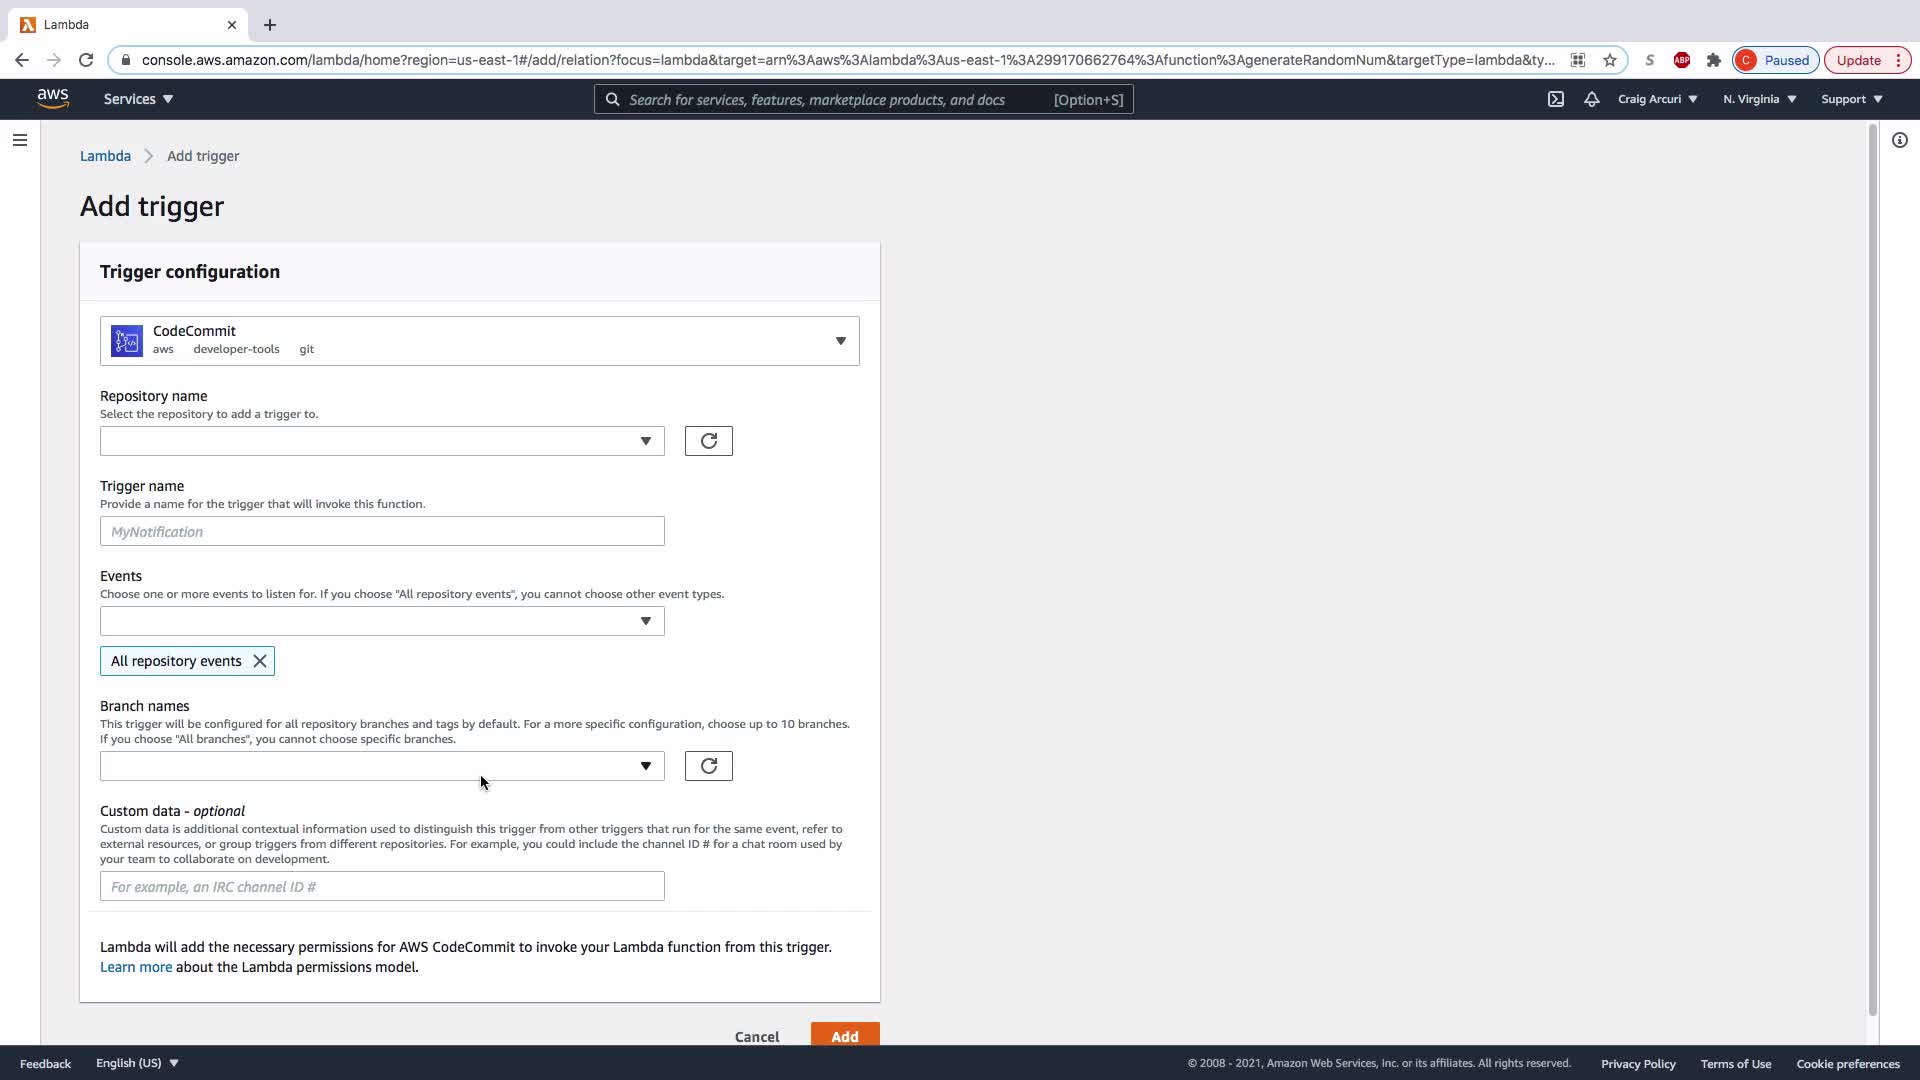 Lambda
console.aws.amazon.com/lambda/home?region=us-east-1#/add/relation?focus=lambda&target=arn%3Aaws%3Alambda%3Aus-east-1%3A299170662764%3Afunction%3AgenerateRandomNum&targetType=lambda&ty...
S
ABP
C
Paused
Update
aws
Services
Search for services, features, marketplace products, and docs
[Option+S]
Craig Arcuri
N. Virginia
Support
Lambda
Add trigger
Add trigger
Trigger configuration
CodeCommit
aws developer-tools git
Repository name
Select the repository to add a trigger to.
Trigger name
Provide a name for the trigger that will invoke this function.
MyNotification
Events
Choose one or more events to listen for. If you choose "All repository events", you cannot choose other event types.
All repository events
Branch names
This trigger will be configured for all repository branches and tags by default. For a more specific configuration, choose up to 10 branches.
If you choose "All branches", you cannot choose specific branches.
Custom data - optional
Custom data is additional contextual information used to distinguish this trigger from other triggers that run for the same event, refer to
external resources, or group triggers from different repositories. For example, you could include the channel ID # for a chat room used by
your team to collaborate on development.
For example, an IRC channel ID #
Lambda will add the necessary permissions for AWS CodeCommit to invoke your Lambda function from this trigger.
Learn more about the Lambda permissions model.
Cancel
Add
Feedback
English (US)
© 2008 - 2021, Amazon Web Services, Inc. or its affiliates. All rights reserved.
Privacy Policy
Terms of Use
Cookie preferences